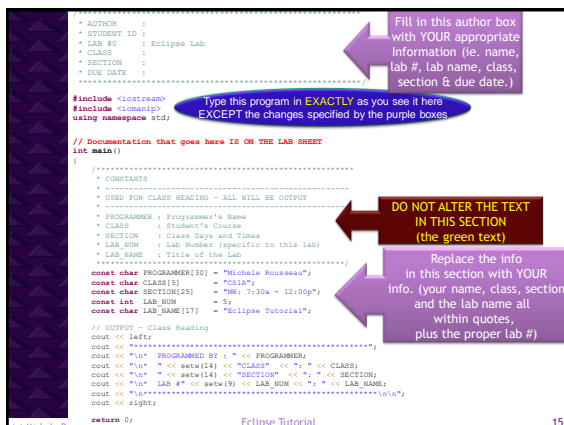 /************************************************************
* AUTHOR :
* STUDENT ID :
* LAB #0 : Eclipse Lab
* CLASS :
* SECTION :
* DUE DATE :
************************************************************/
Fill in this author box
with YOUR appropriate
Information (ie. name,
lab #, lab name, class,
section & due date.)
#include <iostream>
#include <iomanip>
using namespace std;
Type this program in EXACTLY as you see it here
EXCEPT the changes specified by the purple boxes
// Documentation that goes here IS ON THE LAB SHEET
int main()
{
/*****************************************************
* CONSTANTS
* ----------------------------------------------------
* USED FOR CLASS HEADING - ALL WILL BE OUTPUT
* ----------------------------------------------------
* PROGRAMMER : Programmer's Name
* CLASS : Student's Course
* SECTION : Class Days and Times
* LAB_NUM : Lab Number (specific to this lab)
* LAB_NAME : Title of the Lab
*****************************************************/
DO NOT ALTER THE TEXT
IN THIS SECTION
(the green text)
const char PROGRAMMER[30] = "Michele Rousseau";
const char CLASS[5] = "CS1A";
const char SECTION[25] = "MW: 7:30a - 12:00p";
const int LAB_NUM = 5;
const char LAB_NAME[17] = "Eclipse Tutorial";
Replace the info
in this section with YOUR
info. (your name, class, section
and the lab name all
within quotes,
plus the proper lab #)
// OUTPUT - Class Heading
cout << left;
cout << "**************************************************";
cout << "\n* PROGRAMMED BY : " << PROGRAMMER;
cout << "\n* " << setw(14) << "CLASS" << ": " << CLASS;
cout << "\n* " << setw(14) << "SECTION" << ": " << SECTION;
cout << "\n* LAB #" << setw(9) << LAB_NUM << ": " << LAB_NAME;
cout << "\n**************************************************\n\n";
cout << right;
return 0;
Eclipse Tutorial
15